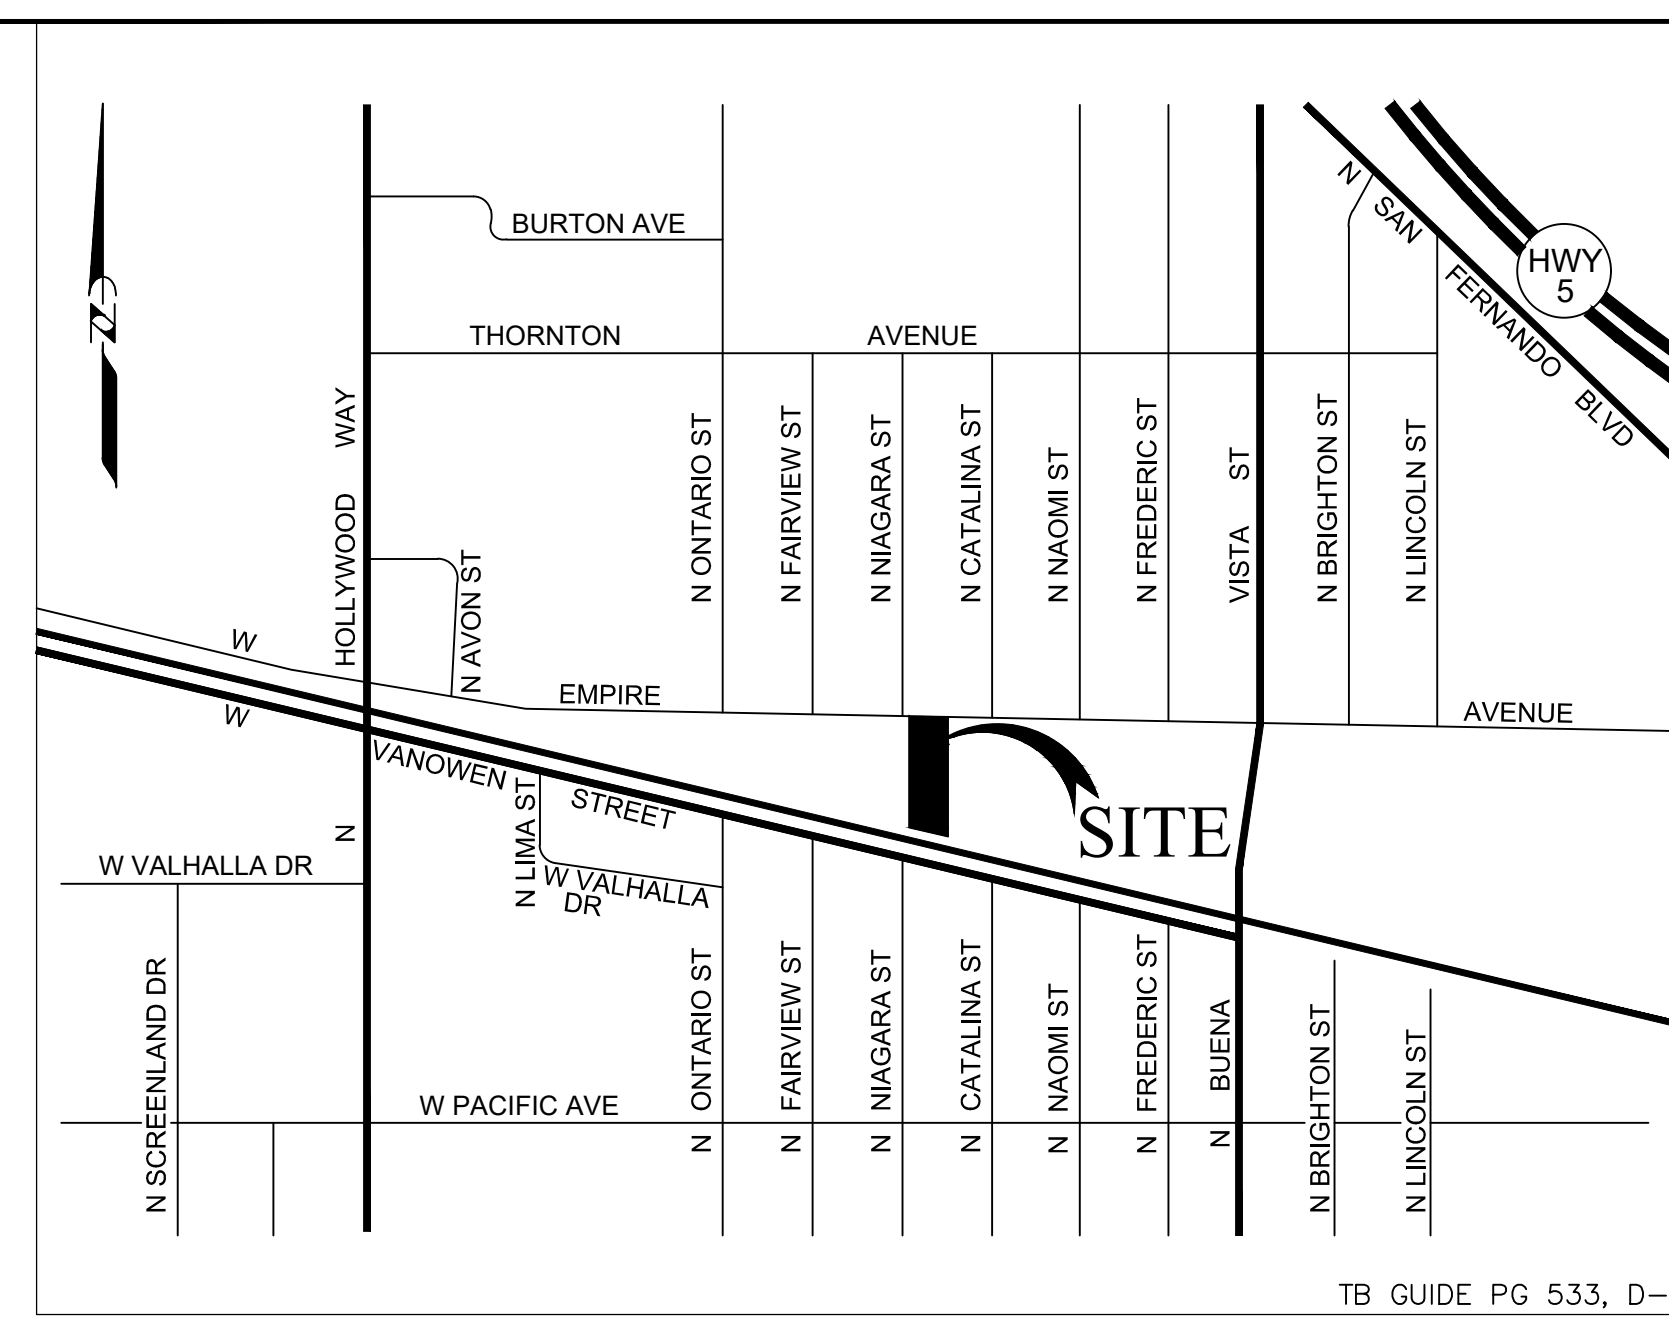 BURTON AVE
N SAN FERNANDO BLVD
HWY
5
N
THORNTON AVENUE
N HOLLYWOOD WAY
N ONTARIO ST
N FAIRVIEW ST
N NIAGARA ST
N CATALINA ST
N NAOMI ST
N FREDERIC ST
N BUENA VISTA ST
N BRIGHTON ST
N LINCOLN ST
N AVON ST
W EMPIRE AVENUE
W VANOWEN STREET
SITE
N LIMA ST
W VALHALLA DR
W VALHALLA
DR
N SCREENLAND DR
W PACIFIC AVE
N ONTARIO ST
N FAIRVIEW ST
N NIAGARA ST
N CATALINA ST
N NAOMI ST
N FREDERIC ST
N BRIGHTON ST
N LINCOLN ST
TB GUIDE PG 533, D-